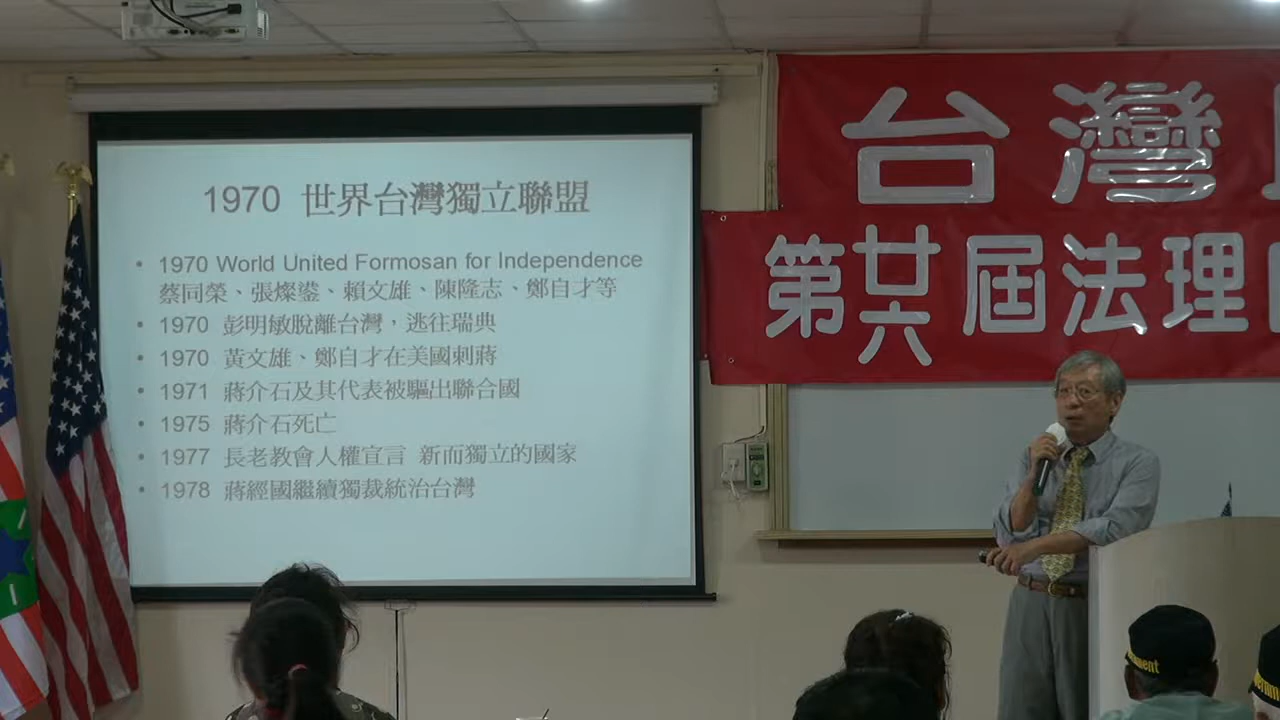 1970 世界台灣獨立聯盟
• 1970 World United Formosan for Independence
蔡同榮、張燦鍙、賴文雄、陳隆志、鄭自才等
• 1970 彭明敏脫離台灣，逃往瑞典
• 1970 黃文雄、鄭自才在美國刺蔣
• 1971 蔣介石及其代表被驅出聯合國
• 1975 蔣介石死亡
• 1977 長老教會人權宣言 新而獨立的國家
• 1978 蔣經國繼續獨裁統治台灣
台灣
第廿六屆法理